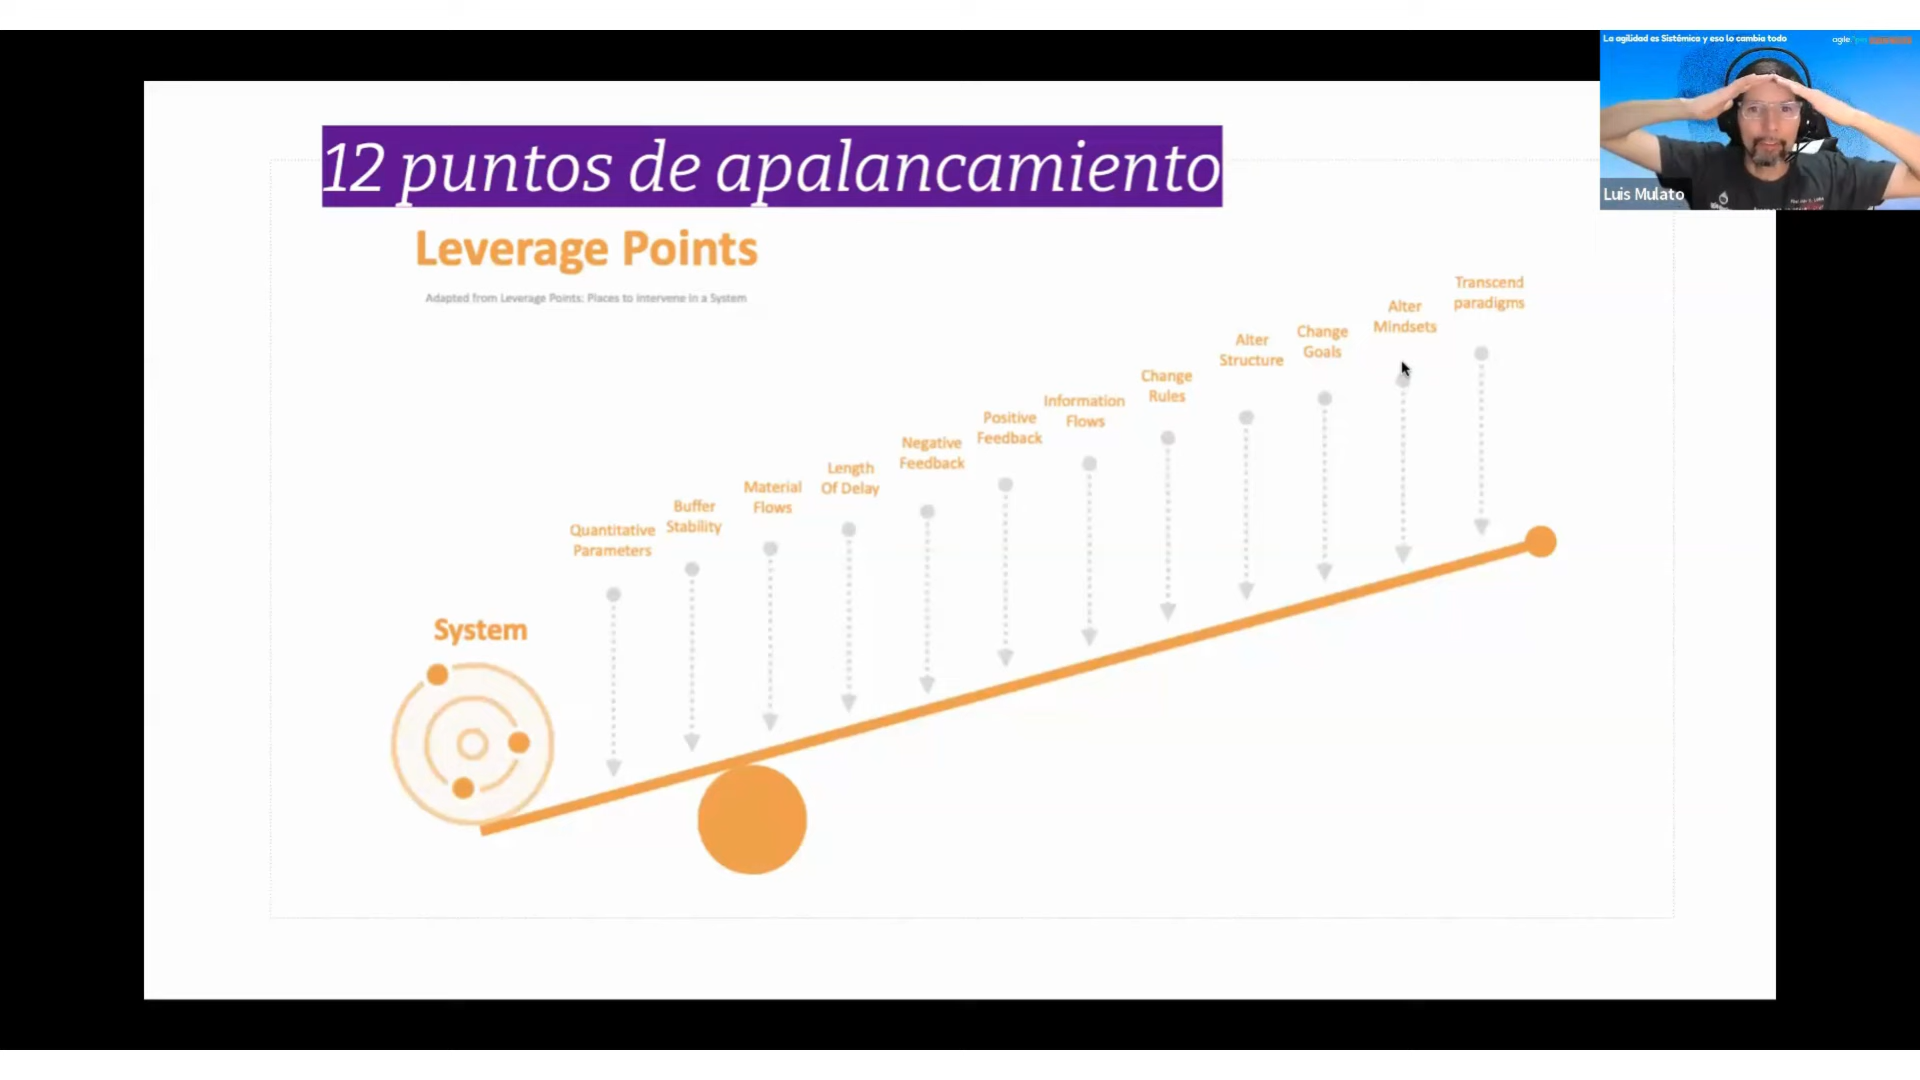 La agilidad es Sistémica y eso lo cambia todo
agile
Luis Mulato
12 puntos de apalancamiento
Leverage Points
Adapted from Leverage Points: Places to Intervene in a System
Transcend
paradigms
Alter
Mindsets
Change
Goals
Alter
Structure
Change
Rules
Information
Flows
Positive
Feedback
Negative
Feedback
Length
Of Delay
Material
Flows
Buffer
Stability
Quantitative
Parameters
System